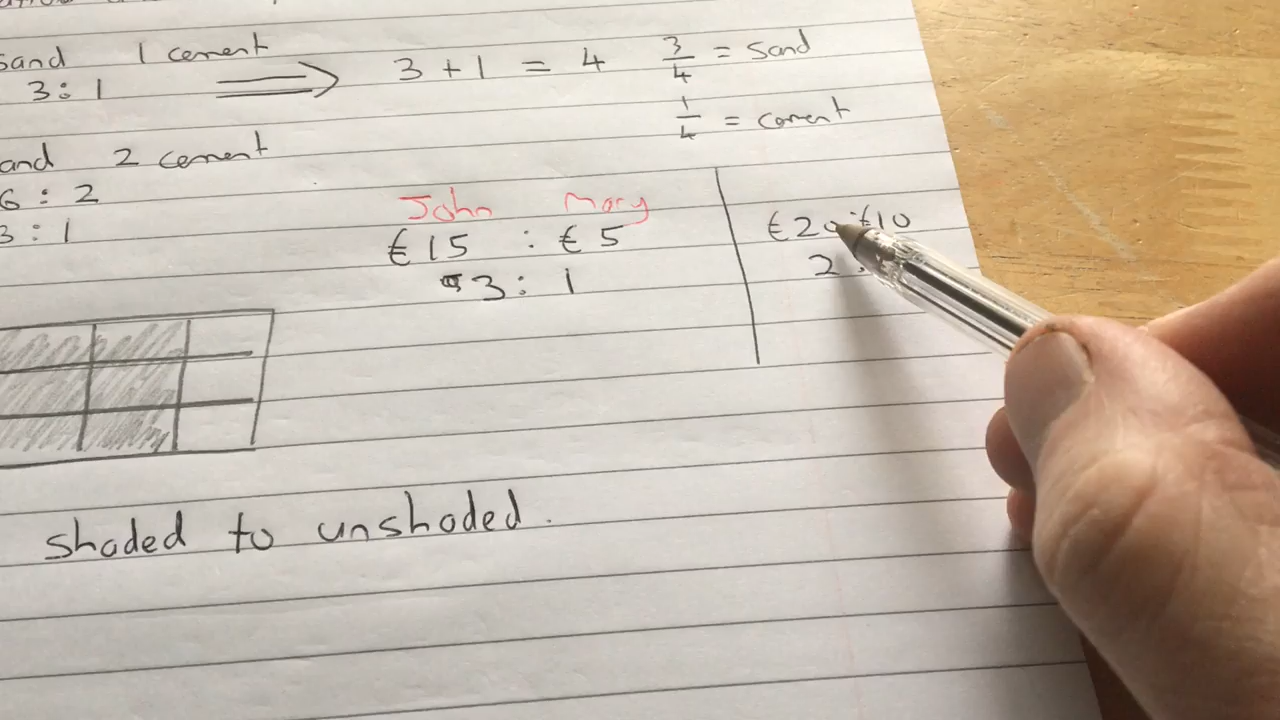 sand 1 cement
3:1 ⟹ 3 + 1 = 4 3/4 = sand
1/4 = cement
and 2 cement
6 : 2
3 : 1
John Mary
€15 : €5
3 : 1
€20:€10
2 :
shaded to unshaded.